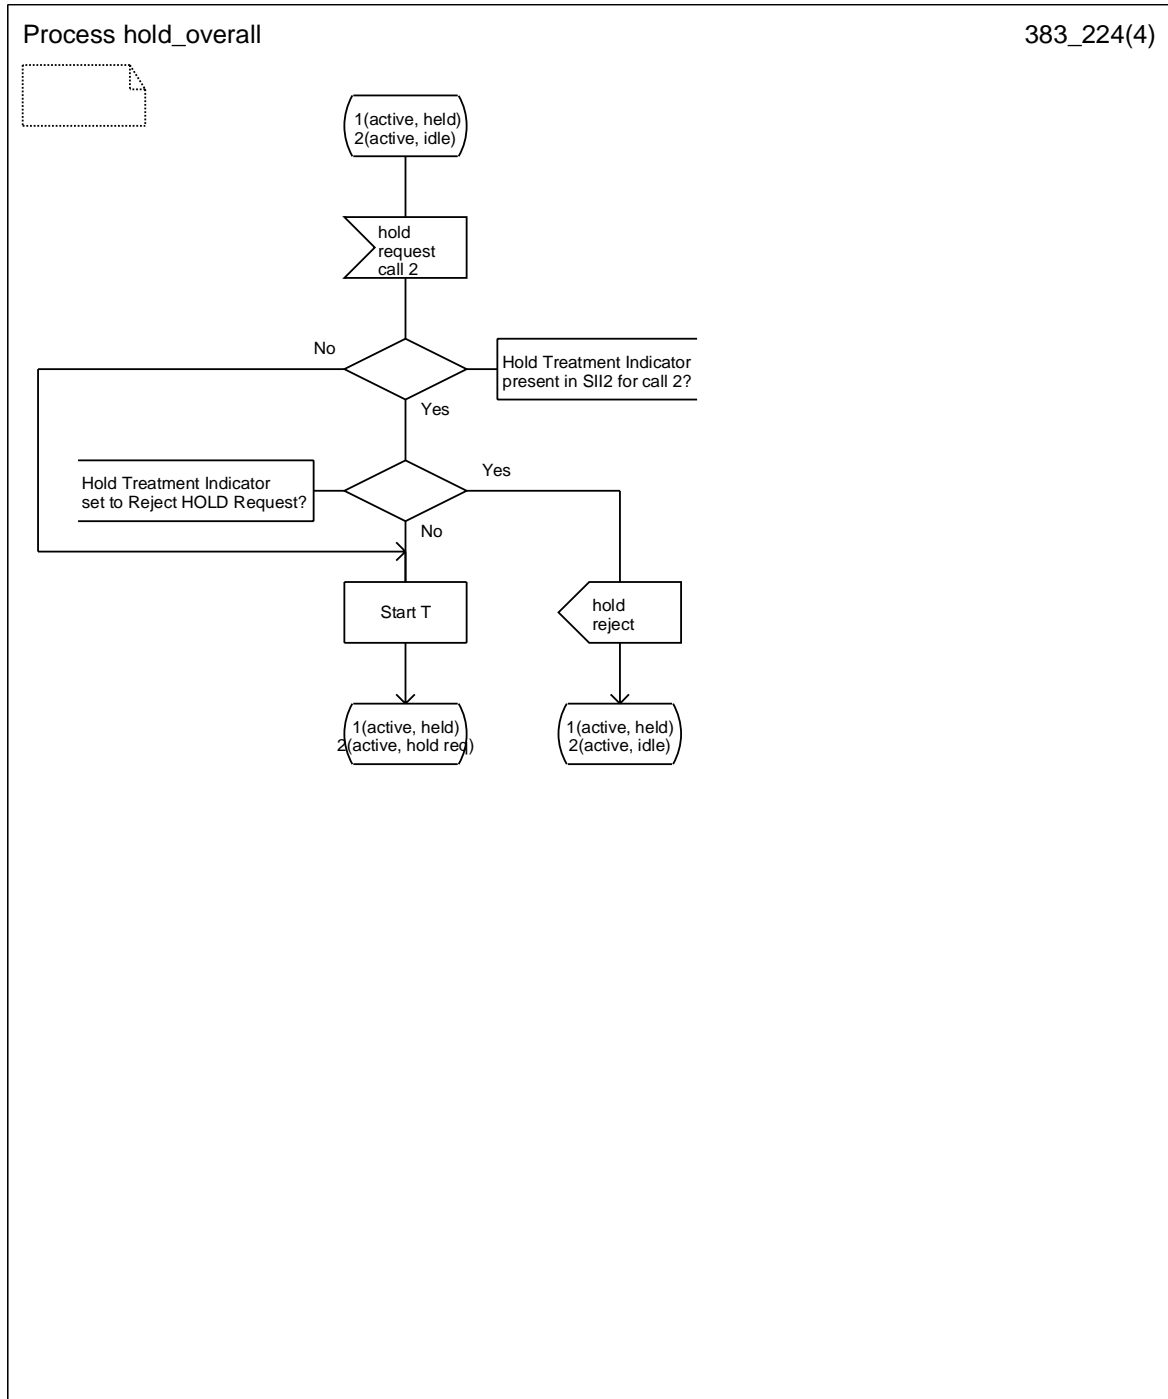 Process hold_overall
383_224(4)
1(active, held)
2(active, idle)
hold
request
call 2
No
Hold Treatment Indicator
present in SII2 for call 2?
Yes
Hold Treatment Indicator
set to Reject HOLD Request?
Yes
No
Start T
hold
reject
1(active, held)
2(active, hold req)
1(active, held)
2(active, idle)